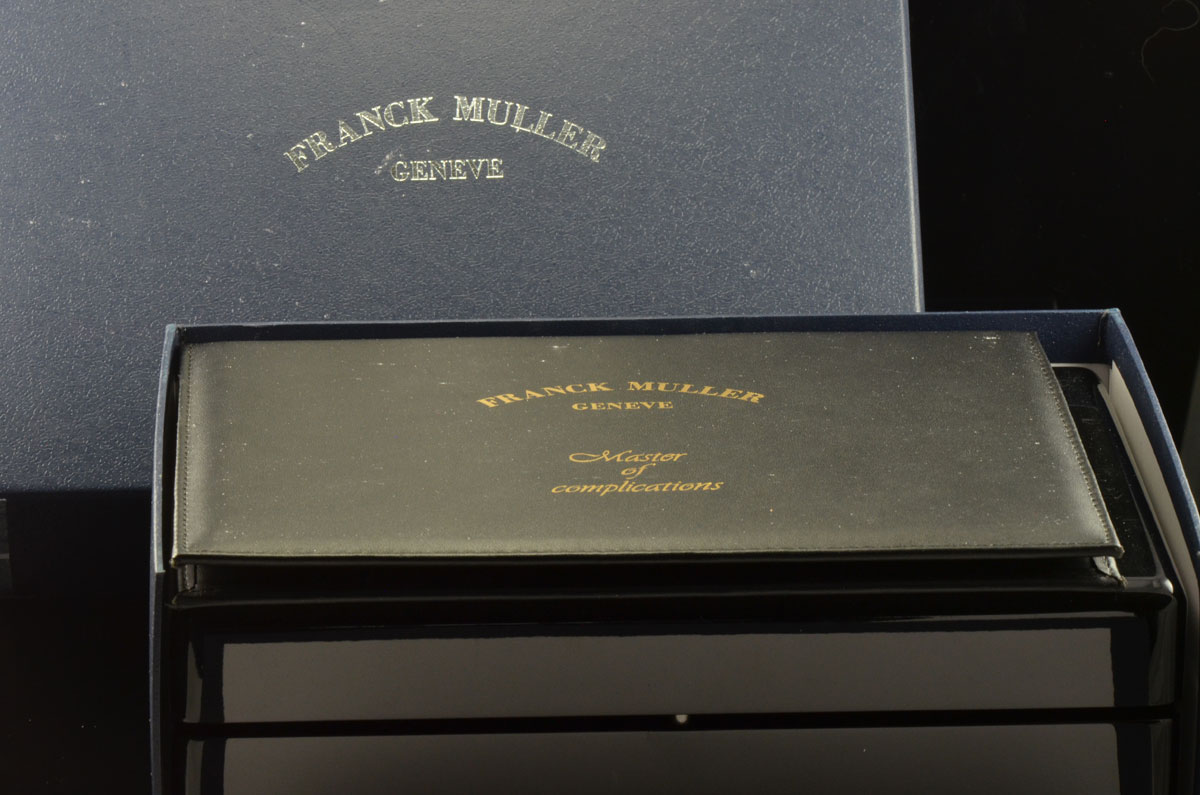 FRANCK MULLER
GENEVE
FRANCK MULLER
GENEVE
Master
of
complications